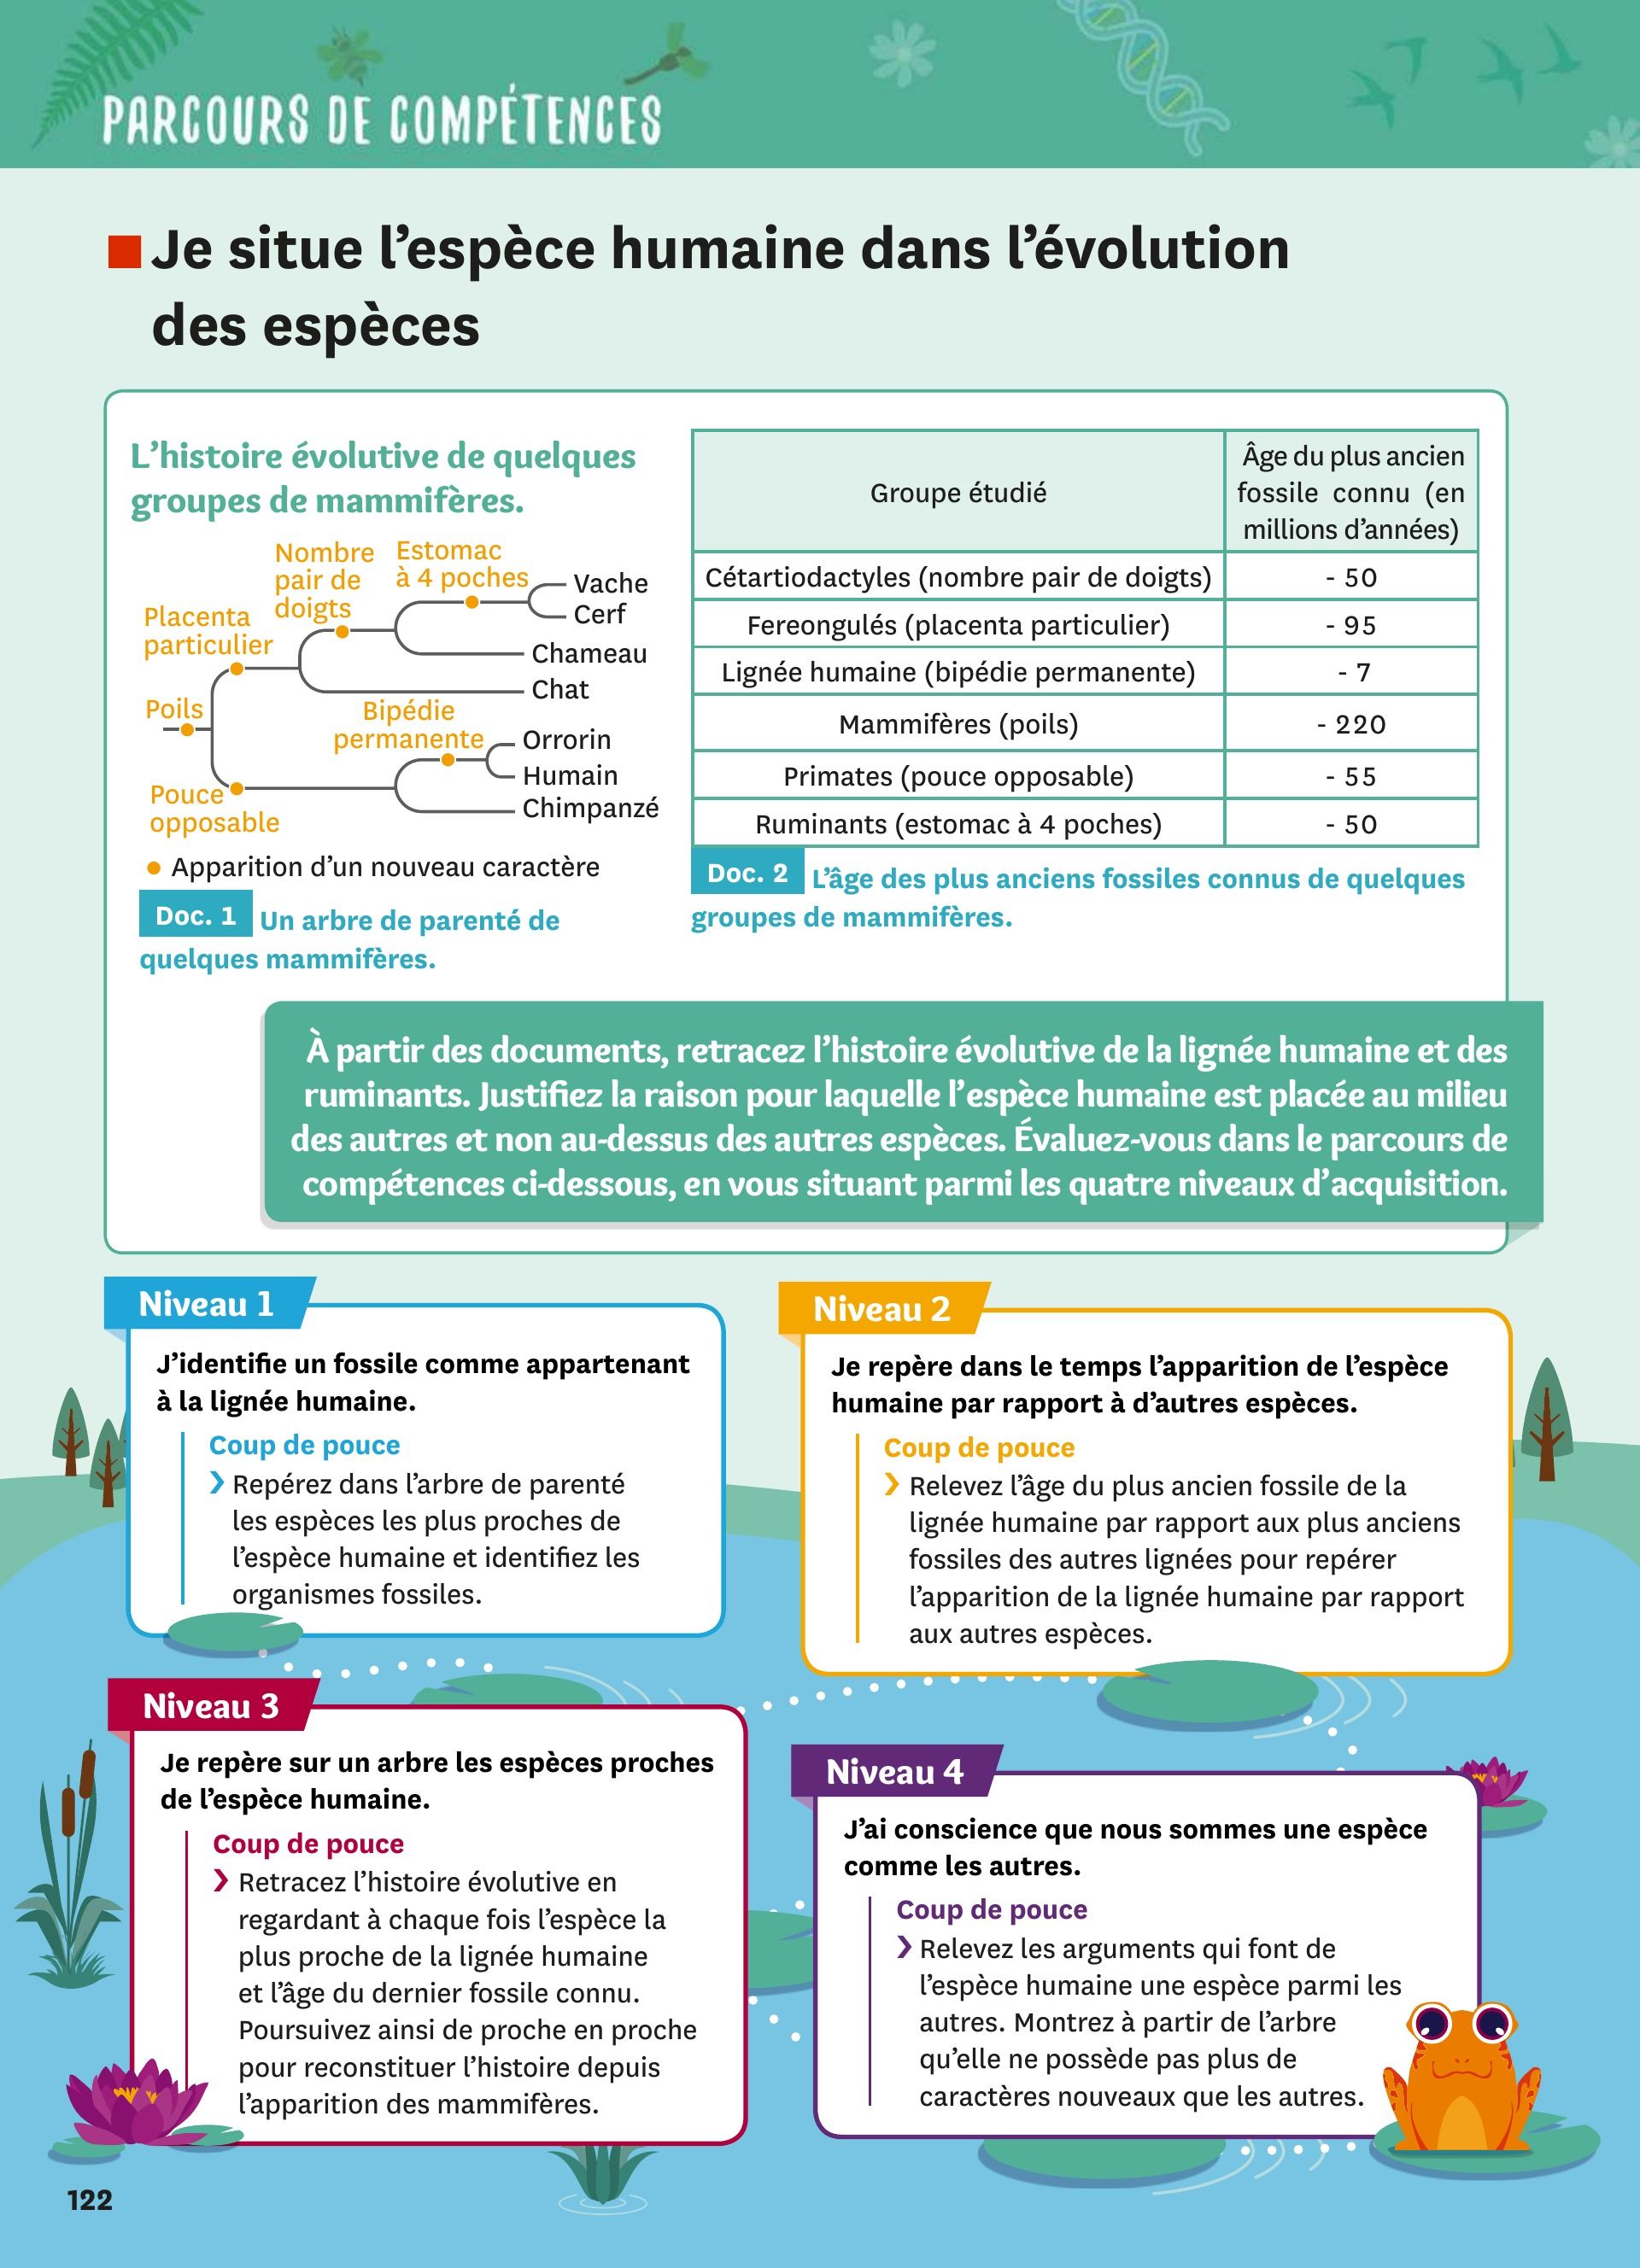 PARCOURS DE COMPÉTENCES
Je situe l'espèce humaine dans l'évolution
des espèces
L'histoire évolutive de quelques
groupes de mammifères.
Nombre
pair de
doigts
Estomac
à 4 poches
Placenta
particulier
Poils
Pouce
opposable
Bipédie
permanente
Vache
Cerf
Chameau
Chat
Orrorin
Humain
Chimpanzé
Apparition d'un nouveau caractère
Doc. 1 Un arbre de parenté de
quelques mammifères.
Groupe étudié
Âge du plus ancien
fossile connu (en
millions d'années)
Cétartiodactyles (nombre pair de doigts) - 50
Fereongulés (placenta particulier) - 95
Lignée humaine (bipédie permanente) - 7
Mammifères (poils) - 220
Primates (pouce opposable) - 55
Ruminants (estomac à 4 poches) - 50
Doc. 2 L'âge des plus anciens fossiles connus de quelques
groupes de mammifères.
À partir des documents, retracez l'histoire évolutive de la lignée humaine et des
ruminants. Justifiez la raison pour laquelle l'espèce humaine est placée au milieu
des autres et non au-dessus des autres espèces. Évaluez-vous dans le parcours de
compétences ci-dessous, en vous situant parmi les quatre niveaux d'acquisition.
Niveau 1
J'identifie un fossile comme appartenant
à la lignée humaine.
Coup de pouce
Repérez dans l'arbre de parenté
les espèces les plus proches de
l'espèce humaine et identifiez les
organismes fossiles.
Niveau 2
Je repère dans le temps l'apparition de l'espèce
humaine par rapport à d'autres espèces.
Coup de pouce
Relevez l'âge du plus ancien fossile de la
lignée humaine par rapport aux plus anciens
fossiles des autres lignées pour repérer
l'apparition de la lignée humaine par rapport
aux autres espèces.
Niveau 3
Je repère sur un arbre les espèces proches
de l'espèce humaine.
Coup de pouce
Retracez l'histoire évolutive en
regardant à chaque fois l'espèce la
plus proche de la lignée humaine
et l'âge du dernier fossile connu.
Poursuivez ainsi de proche en proche
pour reconstituer l'histoire depuis
l'apparition des mammifères.
Niveau 4
J'ai conscience que nous sommes une espèce
comme les autres.
Coup de pouce
Relevez les arguments qui font de
l'espèce humaine une espèce parmi les
autres. Montrez à partir de l'arbre
qu'elle ne possède pas plus de
caractères nouveaux que les autres.
122